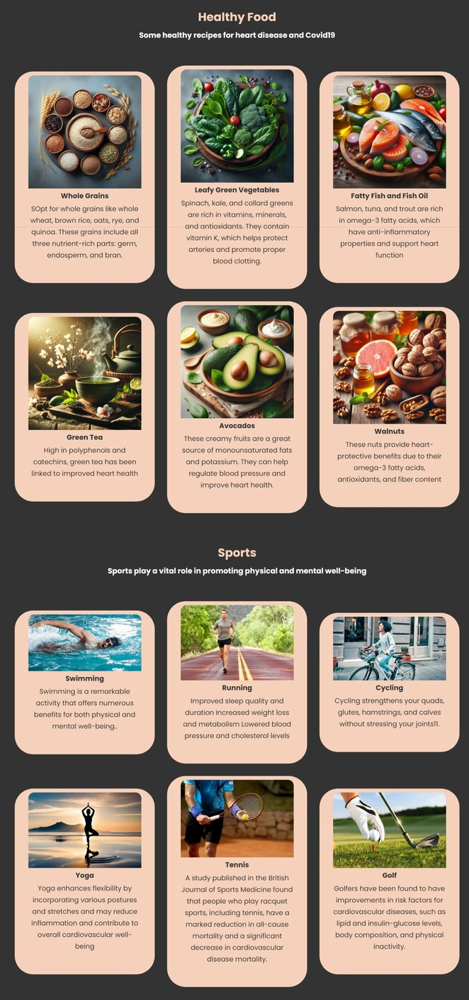 Healthy Food
Some healthy recipes for heart disease and Covid19
Whole Grains
SOpt for whole grains like whole
wheat, brown rice, oats, rye, and
quinoa. These grains include all
three nutrient-rich parts: germ,
endosperm, and bran.
Leafy Green Vegetables
Spinach, kale, and collard greens
are rich in vitamins, minerals,
and antioxidants. They contain
vitamin K, which helps protect
arteries and promote proper
blood clotting.
Fatty Fish and Fish Oil
Salmon, tuna, and trout are rich
in omega-3 fatty acids, which
have anti-inflammatory
properties and support heart
function
Green Tea
High in polyphenols and
catechins, green tea has been
linked to improved heart health
Avocados
These creamy fruits are a great
source of monounsaturated fats
and potassium. They can help
regulate blood pressure and
improve heart health.
Walnuts
These nuts provide heart-
protective benefits due to their
omega-3 fatty acids,
antioxidants, and fiber content
Sports
Sports play a vital role in promoting physical and mental well-being
Swimming
Swimming is a remarkable
activity that offers numerous
benefits for both physical and
mental well-being..
Running
Improved sleep quality and
duration Increased weight loss
and metabolism Lowered blood
pressure and cholesterol levels
Cycling
Cycling strengthens your quads,
glutes, hamstrings, and calves
without stressing your joints11.
Yoga
Yoga enhances flexibility by
incorporating various postures
and stretches and may reduce
inflammation and contribute to
overall cardiovascular well-
being
Tennis
A study published in the British
Journal of Sports Medicine found
that people who play racquet
sports, including tennis, have a
marked reduction in all-cause
mortality and a significant
decrease in cardiovascular
disease mortality.
Golf
Golfers have been found to have
improvements in risk factors for
cardiovascular diseases, such as
lipid and insulin-glucose levels,
body composition, and physical
inactivity.